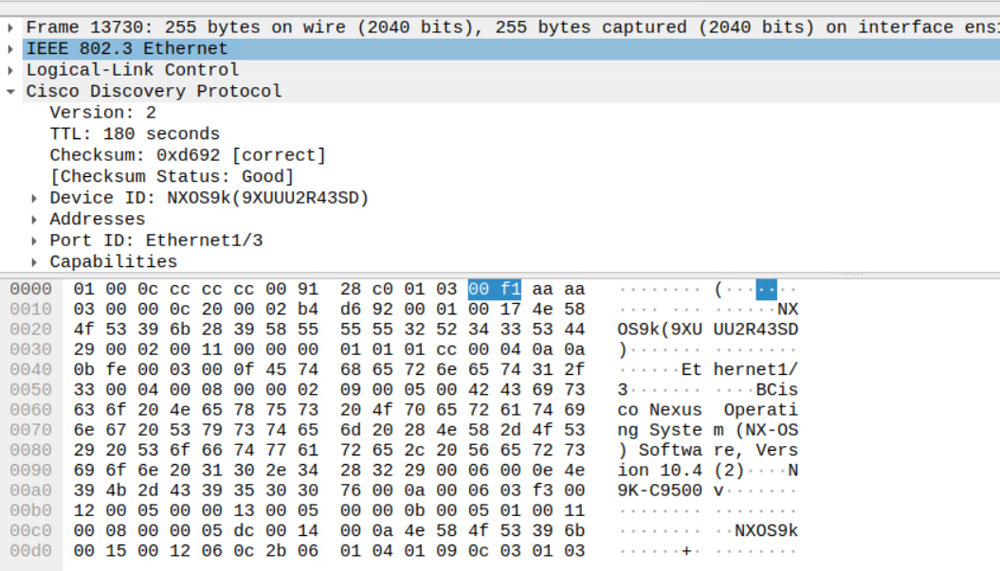 Frame 13730: 255 bytes on wire (2040 bits), 255 bytes captured (2040 bits) on interface ens1
IEEE 802.3 Ethernet
Logical-Link Control
Cisco Discovery Protocol
Version: 2
TTL: 180 seconds
Checksum: 0xd692 [correct]
[Checksum Status: Good]
Device ID: NXOS9k(9XUUU2R43SD)
Addresses
Port ID: Ethernet1/3
Capabilities
0000 01 00 0c cc cc cc 00 91 28 c0 01 03 00 f1 aa aa ········ (·······
0010 03 00 00 0c 20 00 02 b4 d6 92 00 01 00 17 4e 58 ···· ··· ······NX
0020 4f 53 39 6b 28 39 58 55 55 55 32 52 34 33 53 44 OS9k(9XU UU2R43SD
0030 29 00 02 00 11 00 00 00 01 01 01 cc 00 04 0a 0a )······· ········
0040 0b fe 00 03 00 0f 45 74 68 65 72 6e 65 74 31 2f ······Et hernet1/
0050 33 00 04 00 08 00 00 02 09 00 05 00 42 43 69 73 3······· ····BCis
0060 63 6f 20 4e 65 78 75 73 20 4f 70 65 72 61 74 69 co Nexus Operati
0070 6e 67 20 53 79 73 74 65 6d 20 28 4e 58 2d 4f 53 ng Syste m (NX-OS
0080 29 20 53 6f 66 74 77 61 72 65 2c 20 56 65 72 73 ) Softwa re, Vers
0090 69 6f 6e 20 31 30 2e 34 28 32 29 00 06 00 0e 4e ion 10.4 (2)····N
00a0 39 4b 2d 43 39 35 30 30 76 00 0a 00 06 03 f3 00 9K-C9500 v·······
00b0 12 00 05 00 00 13 00 05 00 00 0b 00 05 01 00 11 ········ ········
00c0 00 08 00 00 05 dc 00 14 00 0a 4e 58 4f 53 39 6b ········ ··NXOS9k
00d0 00 15 00 12 06 0c 2b 06 01 04 01 09 0c 03 01 03 ······+· ········